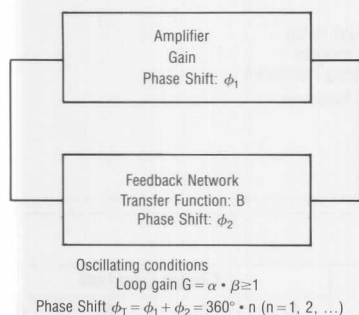 Amplifier
Gain
Phase Shift: ϕ₁
Feedback Network
Transfer Function: B
Phase Shift: ϕ₂
Oscillating conditions
Loop gain G = α • β≥1
Phase Shift ϕT = ϕ₁ + ϕ₂ = 360° • n (n = 1, 2, …)